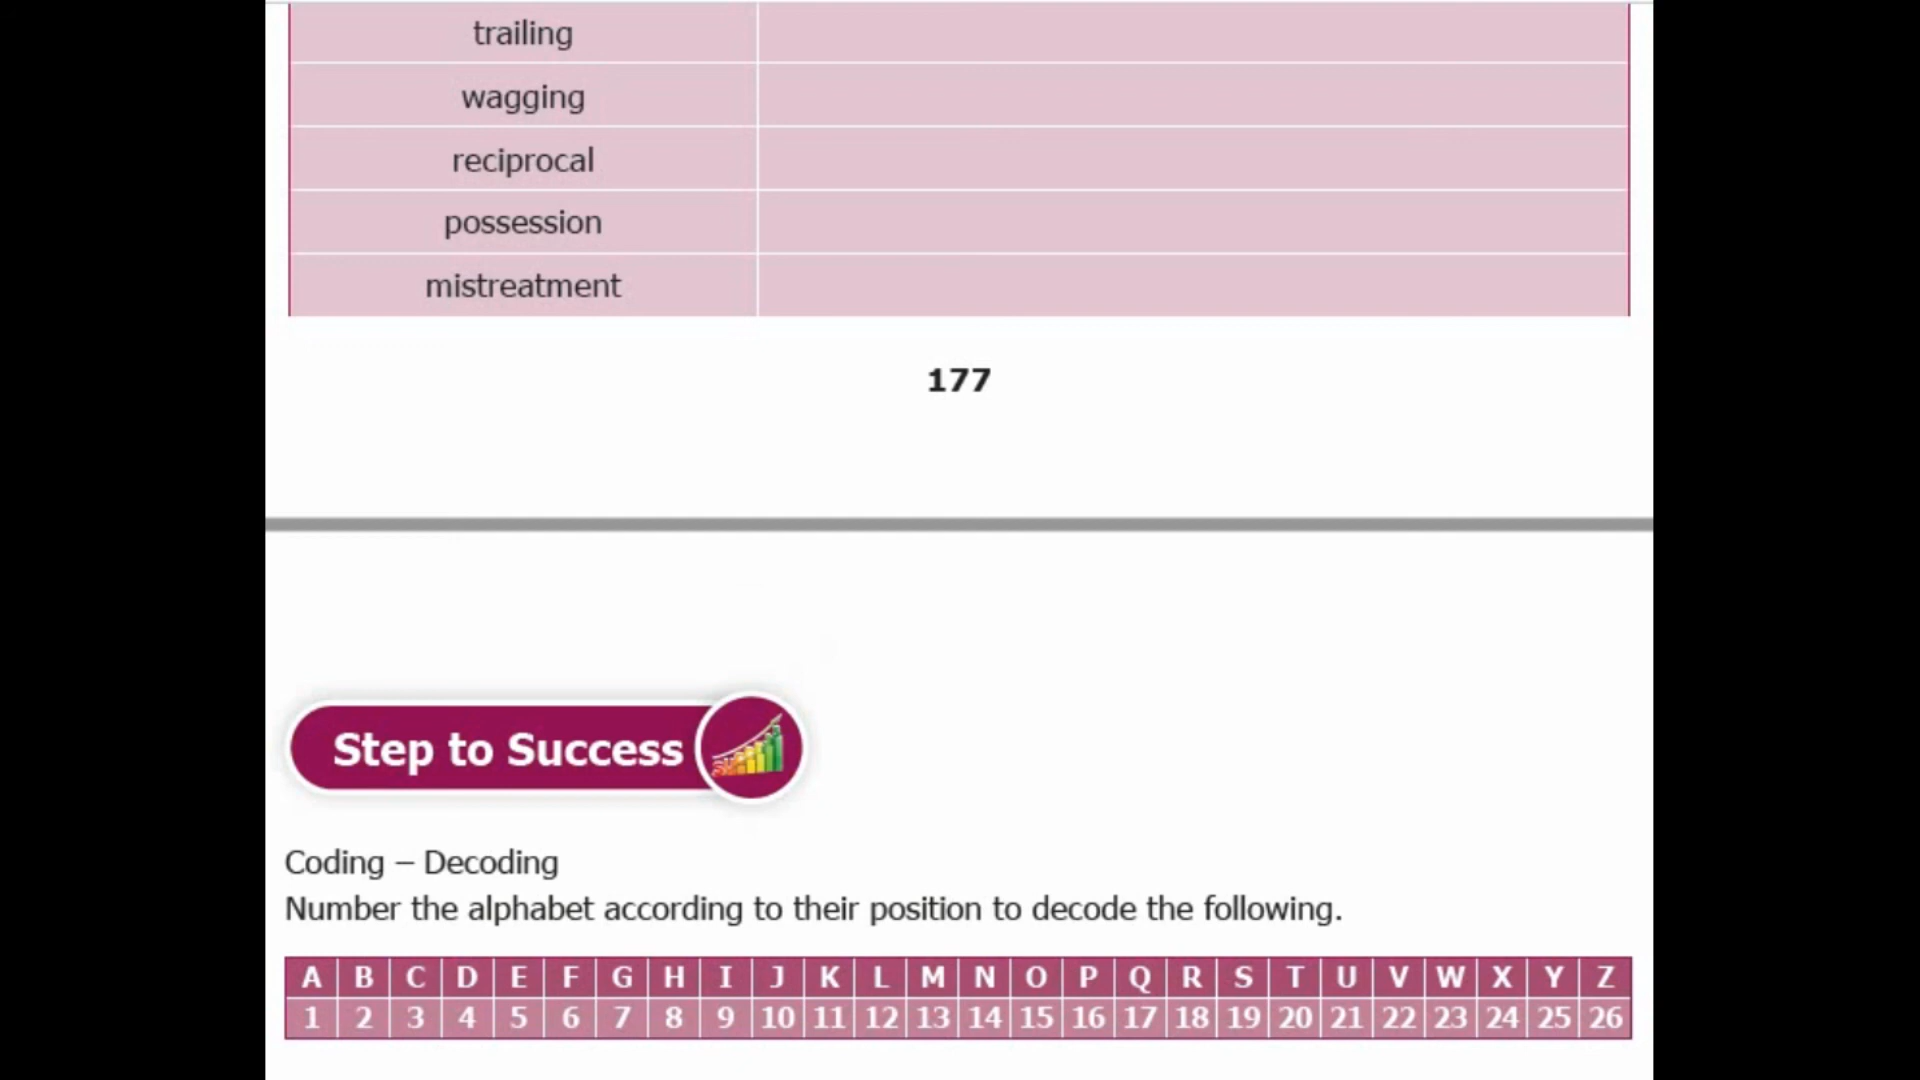 trailing
wagging
reciprocal
possession
mistreatment
177
Step to Success
Coding – Decoding
Number the alphabet according to their position to decode the following.
A B C D E F G H I J K L M N O P Q R S T U V W X Y Z
1 2 3 4 5 6 7 8 9 10 11 12 13 14 15 16 17 18 19 20 21 22 23 24 25 26